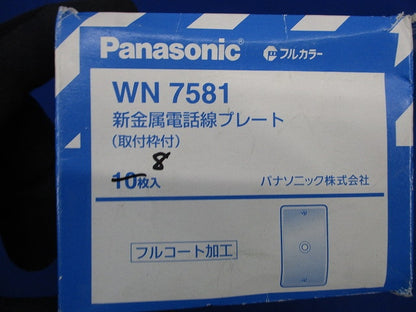 Panasonic フルカラー
WN 7581
新金属電話線プレート
(取付枠付)
8
10枚入 パナソニック株式会社
フルコート加工